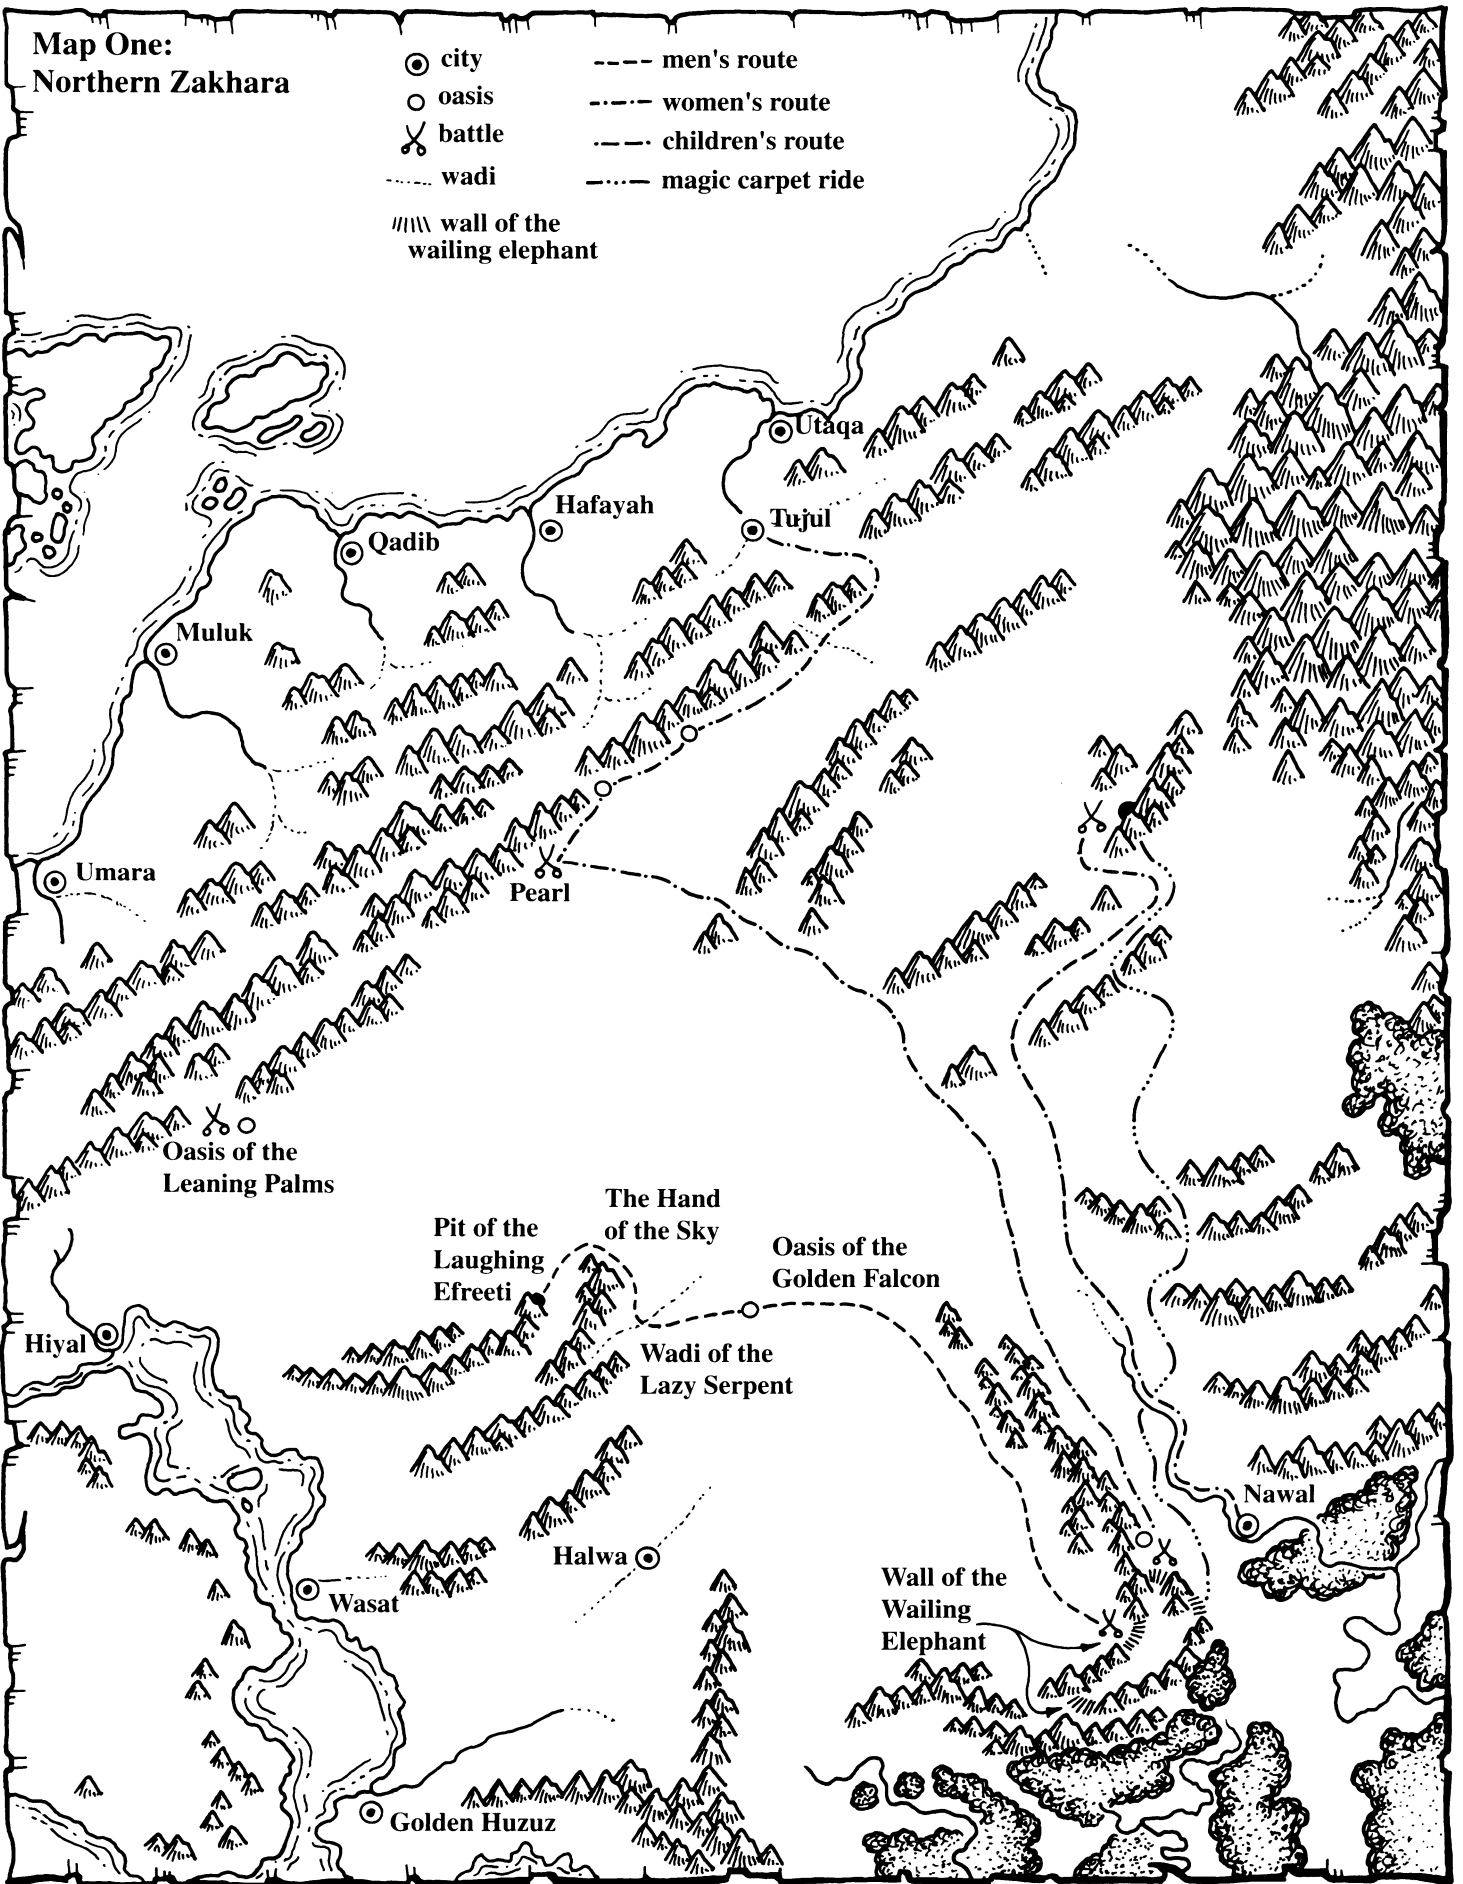 Map One:
Northern Zakhara
city
oasis
battle
wadi
wall of the
wailing elephant
men's route
women's route
children's route
magic carpet ride
Utaqa
Hafayah
Tujul
Qadib
Muluk
Umara
Pearl
Oasis of the
Leaning Palms
The Hand
of the Sky
Pit of the
Laughing
Efreeti
Oasis of the
Golden Falcon
Hiyal
Wadi of the
Lazy Serpent
Nawal
Halwa
Wasat
Wall of the
Wailing
Elephant
Golden Huzuz